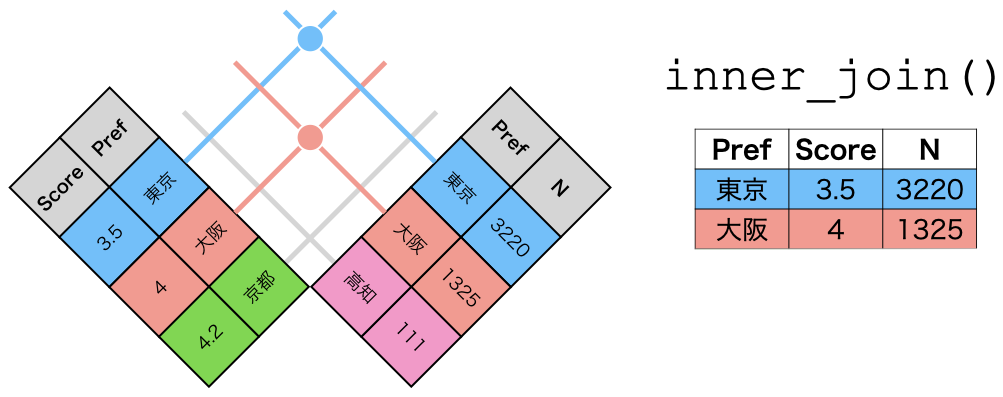 inner_join()
Score Pref
3.5 東京
4 大阪
4.2 京都
Pref N
東京 3220
大阪 1325
高知 111
Pref Score N
東京 3.5 3220
大阪 4 1325